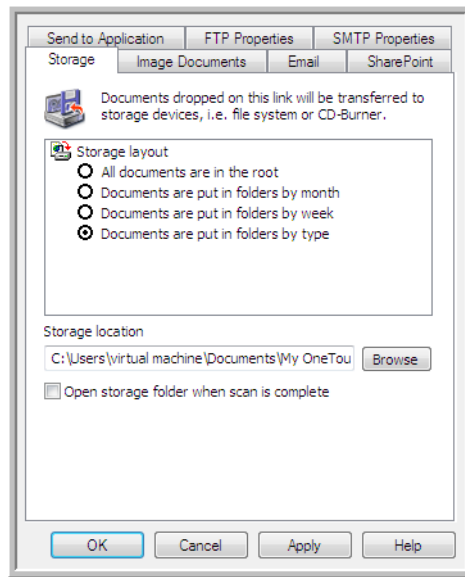 Send to Application FTP Properties SMTP Properties
Storage Image Documents Email SharePoint
Documents dropped on this link will be transferred to
storage devices, i.e. file system or CD-Burner.
Storage layout
All documents are in the root
Documents are put in folders by month
Documents are put in folders by week
Documents are put in folders by type
Storage location
C:\Users\virtual machine\Documents\My OneTou Browse
Open storage folder when scan is complete
OK Cancel Apply Help